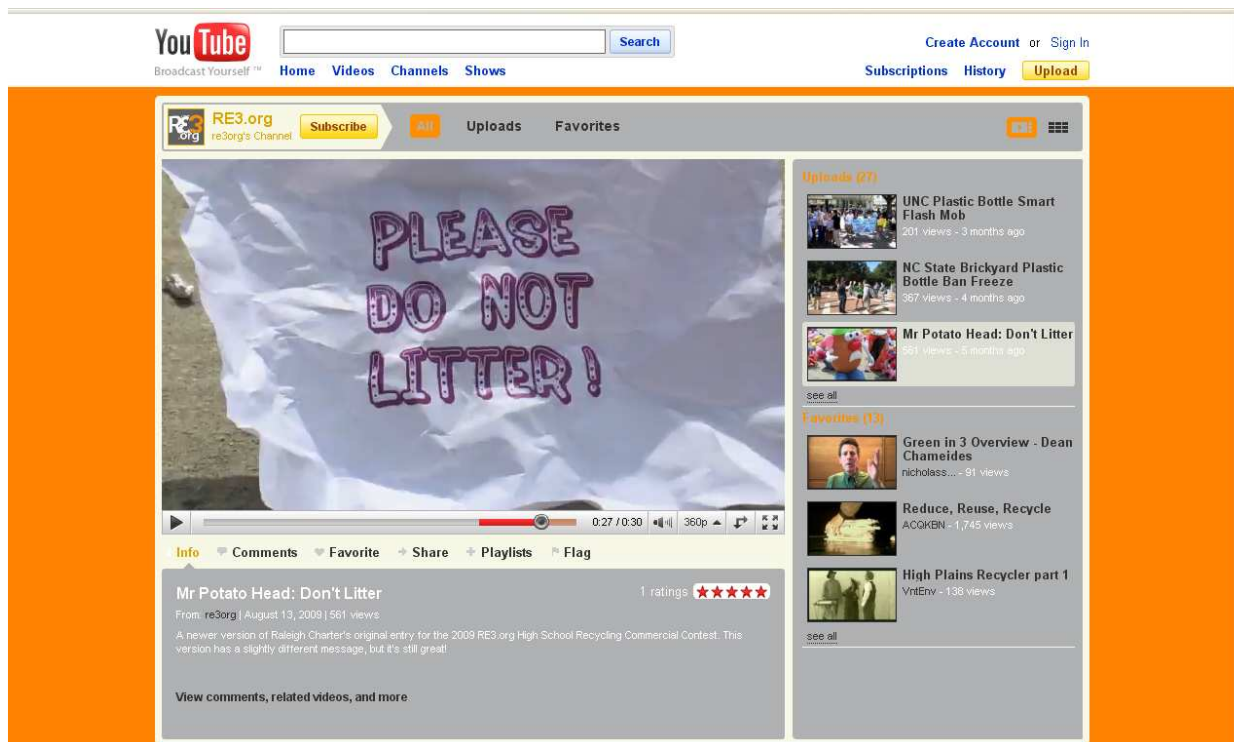 You Tube
Search
Create Account or Sign In
Broadcast Yourself ™
Home Videos Channels Shows
Subscriptions History Upload
RE3.org
RE3.org
re3org's Channel
Subscribe
All Uploads Favorites
PLEASE
DO NOT
LITTER!
0:27 / 0:30 360p
Info Comments Favorite Share Playlists Flag
Mr Potato Head: Don't Litter
1 ratings
From: re3org | August 13, 2009 | 561 views
A newer version of Raleigh Charter's original entry for the 2009 RE3.org High School Recycling Commercial Contest. This
version has a slightly different message, but it's still great!
View comments, related videos, and more
Uploads (27)
UNC Plastic Bottle Smart
Flash Mob
201 views - 3 months ago
NC State Brickyard Plastic
Bottle Ban Freeze
367 views - 4 months ago
Mr Potato Head: Don't Litter
561 views - 5 months ago
see all
Favorites (13)
Green in 3 Overview - Dean
Chameides
nicholass... - 91 views
Reduce, Reuse, Recycle
ACQKBN - 1,745 views
High Plains Recycler part 1
VntEnv - 138 views
see all